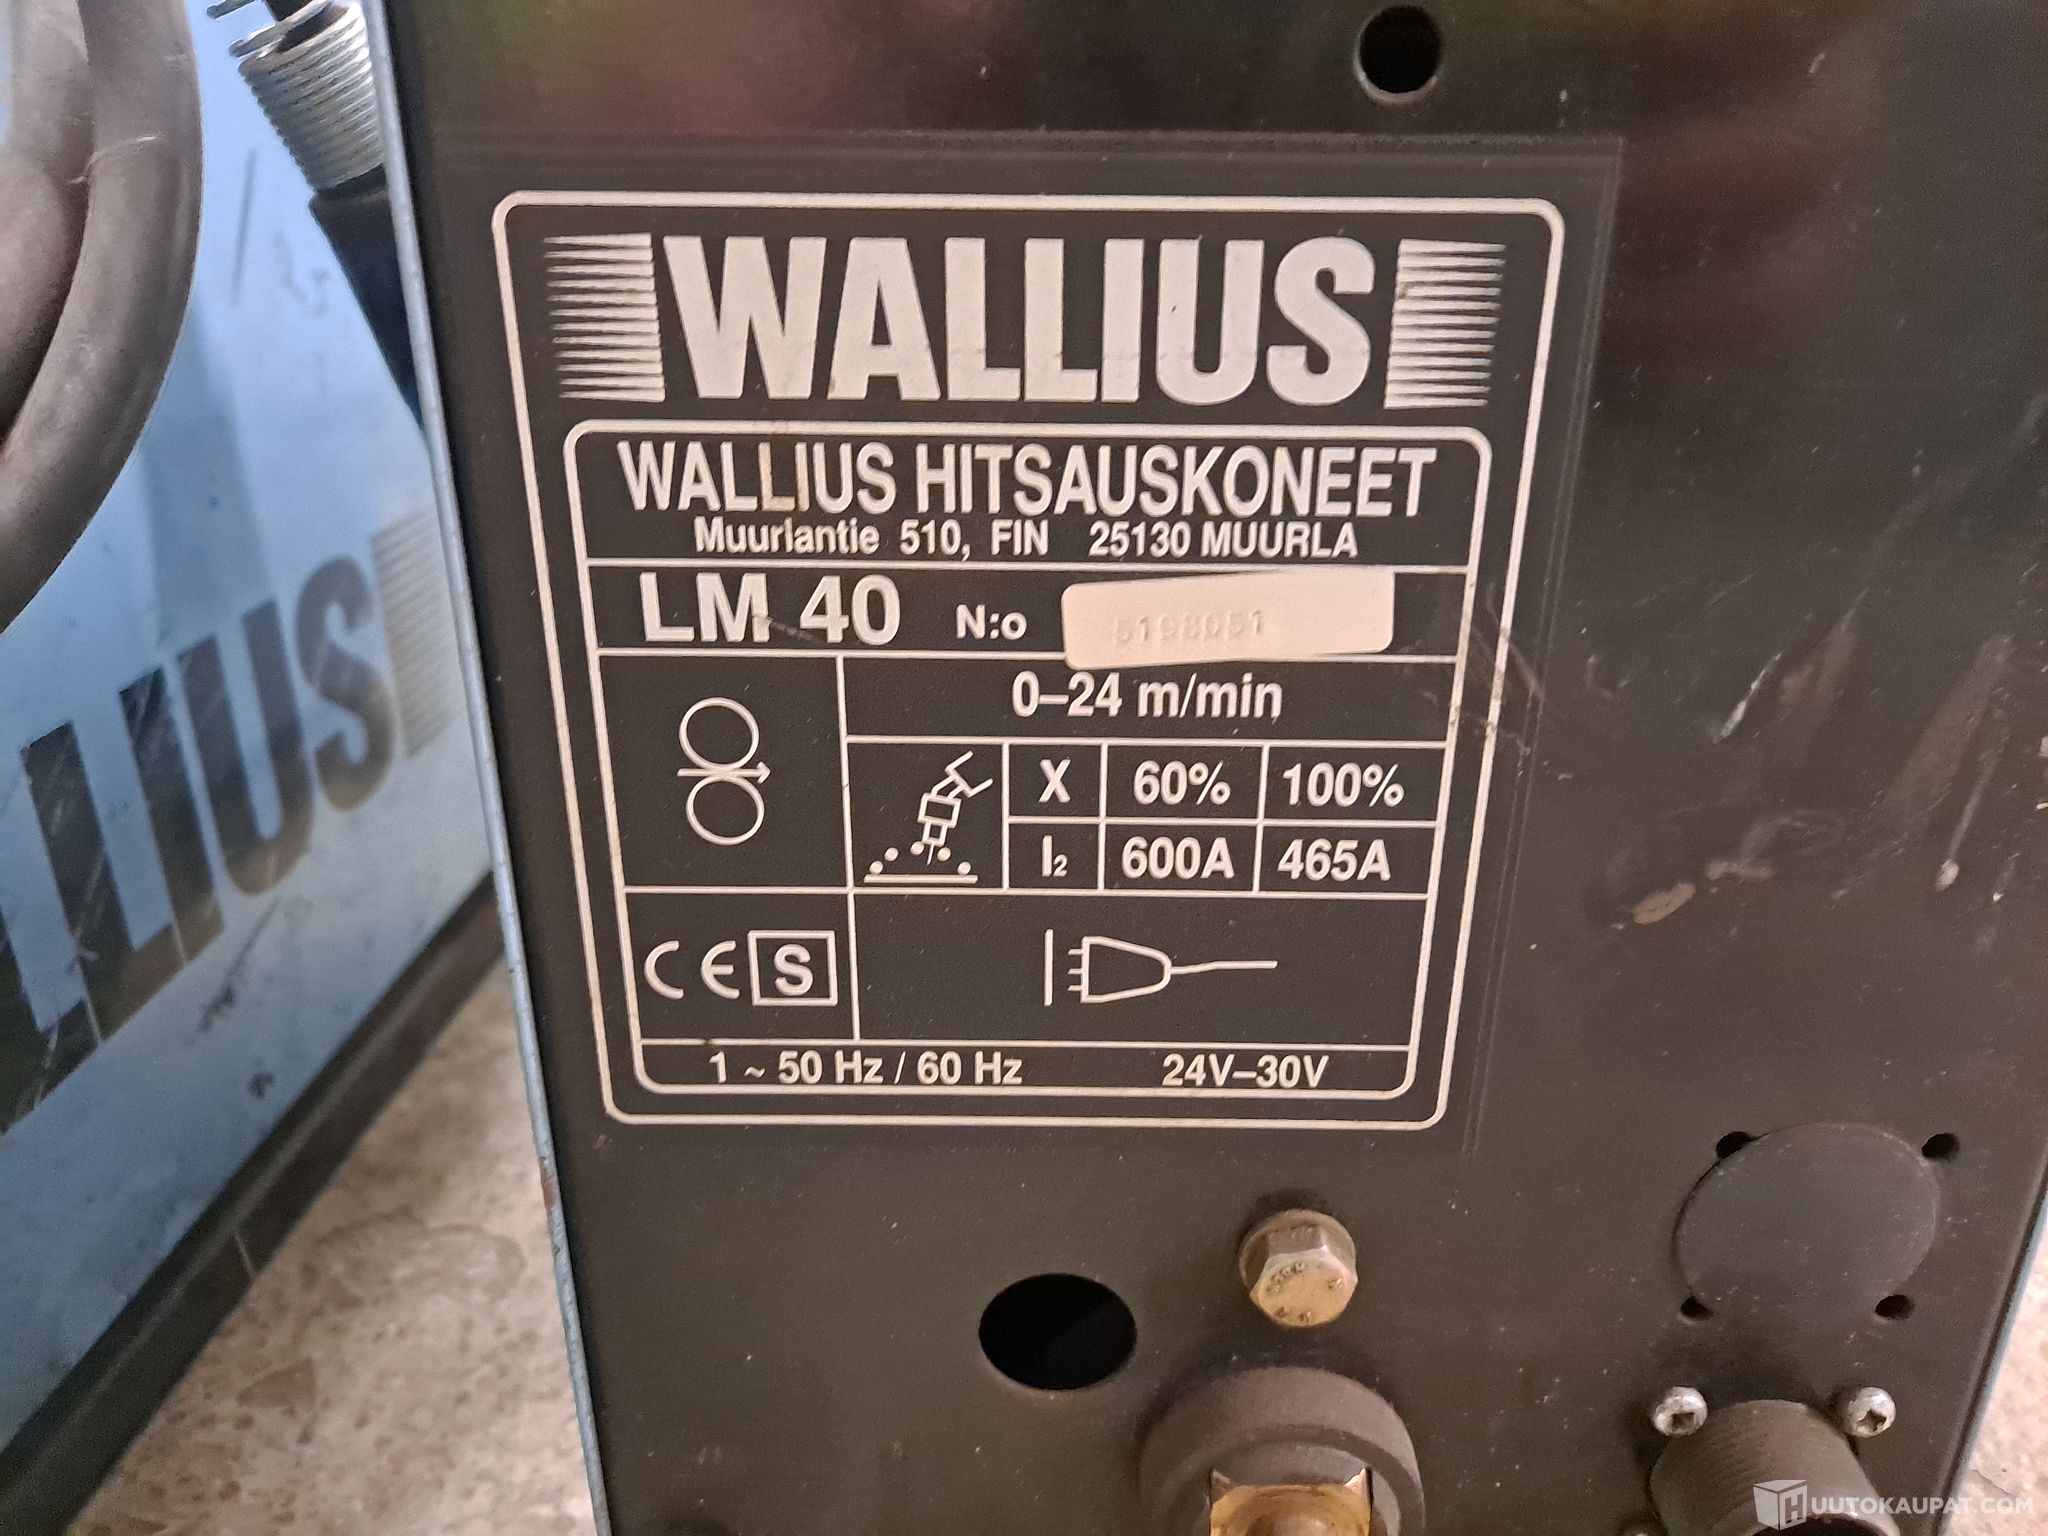 WALLIUS
WALLIUS HITSAUSKONEET
Muurlantie 510, FIN 25130 MUURLA
LM 40 N:o 5198051
0–24 m/min
X 60% 100%
I2 600A 465A
CE S
1 ~ 50 Hz / 60 Hz 24V–30V
LLIUS
HUUTOKAUPAT.COM